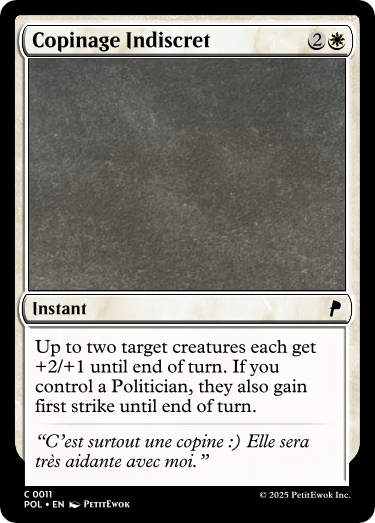 Copinage Indiscret 2
Instant
Up to two target creatures each get
+2/+1 until end of turn. If you
control a Politician, they also gain
first strike until end of turn.
“C’est surtout une copine :) Elle sera
très aidante avec moi.”
C 0011
POL • EN PETITEWOK
© 2025 PetitEwok Inc.